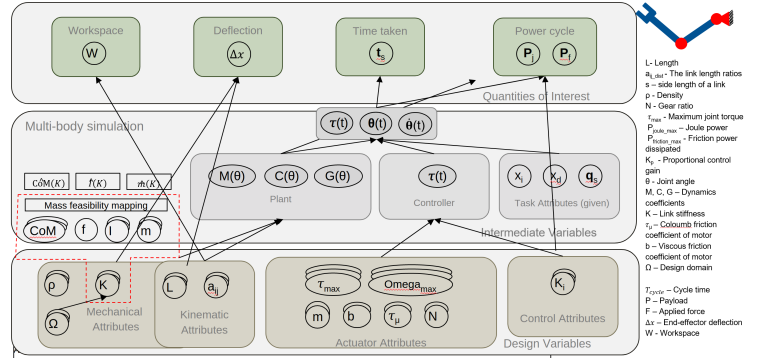 Workspace
W
Deflection
Δx
Time taken
t_s
Power cycle
P_j P_f
Quantities of Interest
Multi-body simulation
τ(t) θ(t) θ̇(t)
M(θ) C(θ) G(θ)
Plant
τ(t)
Controller
x_i x_d q_s
Task Attributes (given)
Intermediate Variables
Mass feasibility mapping
CoM f I m
ρ
Ω
K
Mechanical
Attributes
L a_ij
Kinematic
Attributes
τ_max Omega_max
m b τ_μ N
Actuator Attributes
K_i
Control Attributes
Design Variables
L- Length
a_ij_dist - The link length ratios
s – side length of a link
ρ - Density
N - Gear ratio
τ_max - Maximum joint torque
P_joule_max – Joule power
P_friction_max - Friction power
dissipated
K_p - Proportional control
gain
θ - Joint angle
M, C, G – Dynamics
coefficients
K – Link stiffness
τ_μ – Coloumb friction
coefficient of motor
b – Viscous friction
coefficient of motor
Ω – Design domain
T_cycle – Cycle time
P – Payload
F – Applied force
Δx – End-effector deflection
W - Workspace